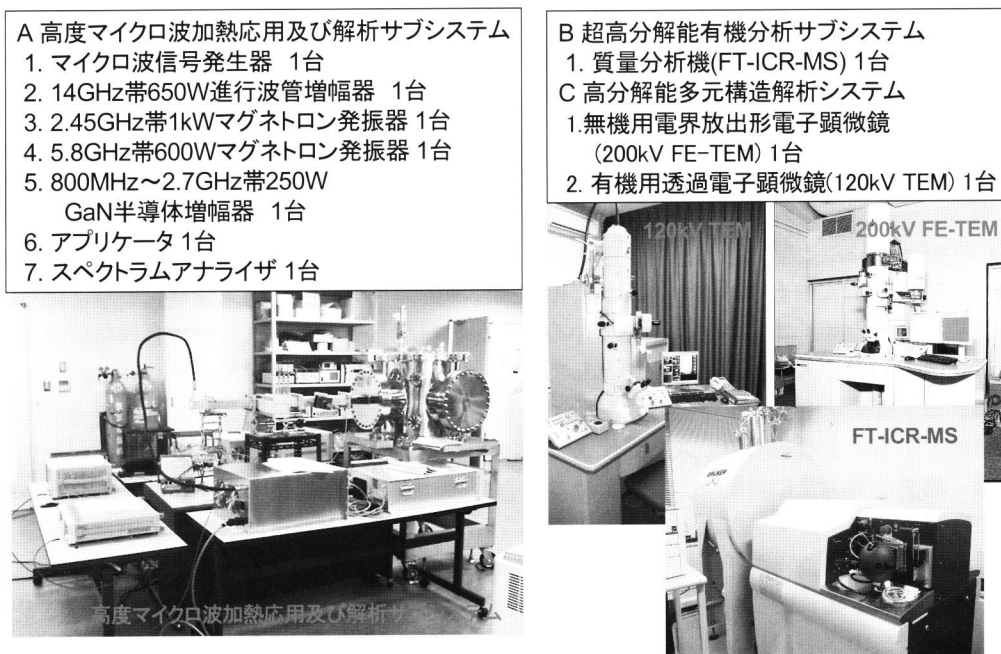 A 高度マイクロ波加熱応用及び解析サブシステム
1. マイクロ波信号発生器 1台
2. 14GHz帯650W進行波管増幅器 1台
3. 2.45GHz帯1kWマグネトロン発振器 1台
4. 5.8GHz帯600Wマグネトロン発振器 1台
5. 800MHz～2.7GHz帯250W
GaN半導体増幅器 1台
6. アプリケータ 1台
7. スペクトラムアナライザ 1台
高度マイクロ波加熱応用及び解析サブシステム
B 超高分解能有機分析サブシステム
1. 質量分析機(FT-ICR-MS) 1台
C 高分解能多元構造解析システム
1.無機用電界放出形電子顕微鏡
(200kV FE-TEM) 1台
2. 有機用透過電子顕微鏡(120kV TEM) 1台
120kV TEM
200kV FE-TEM
FT-ICR-MS
BRUKER